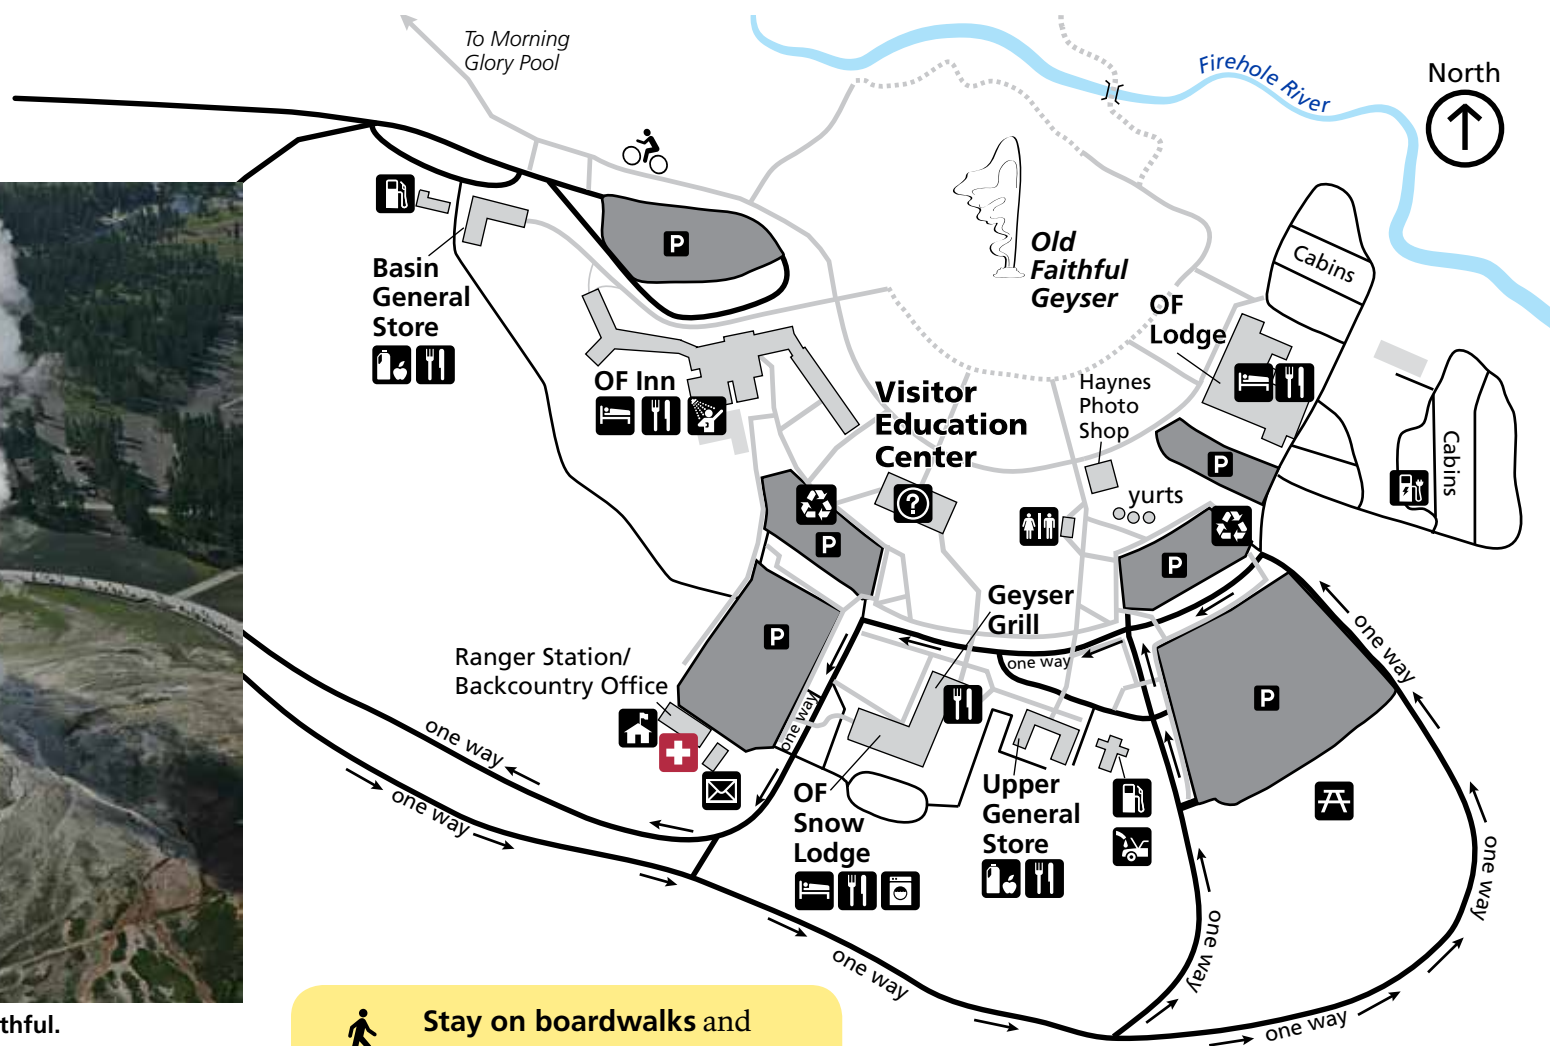 To Morning
Glory Pool
Firehole River
North
Cabins
Old
Faithful
Geyser
OF
Lodge
Basin
General
Store
P
OF Inn
Visitor
Education
Center
Haynes
Photo
Shop
P
Cabins
yurts
?
P
P
Geyser
Grill
P
one way
one way
P
Ranger Station/
Backcountry Office
one way
one way
one way
OF
Snow
Lodge
Upper
General
Store
one way
one way
one way
one way
one way
thful.
Stay on boardwalks and